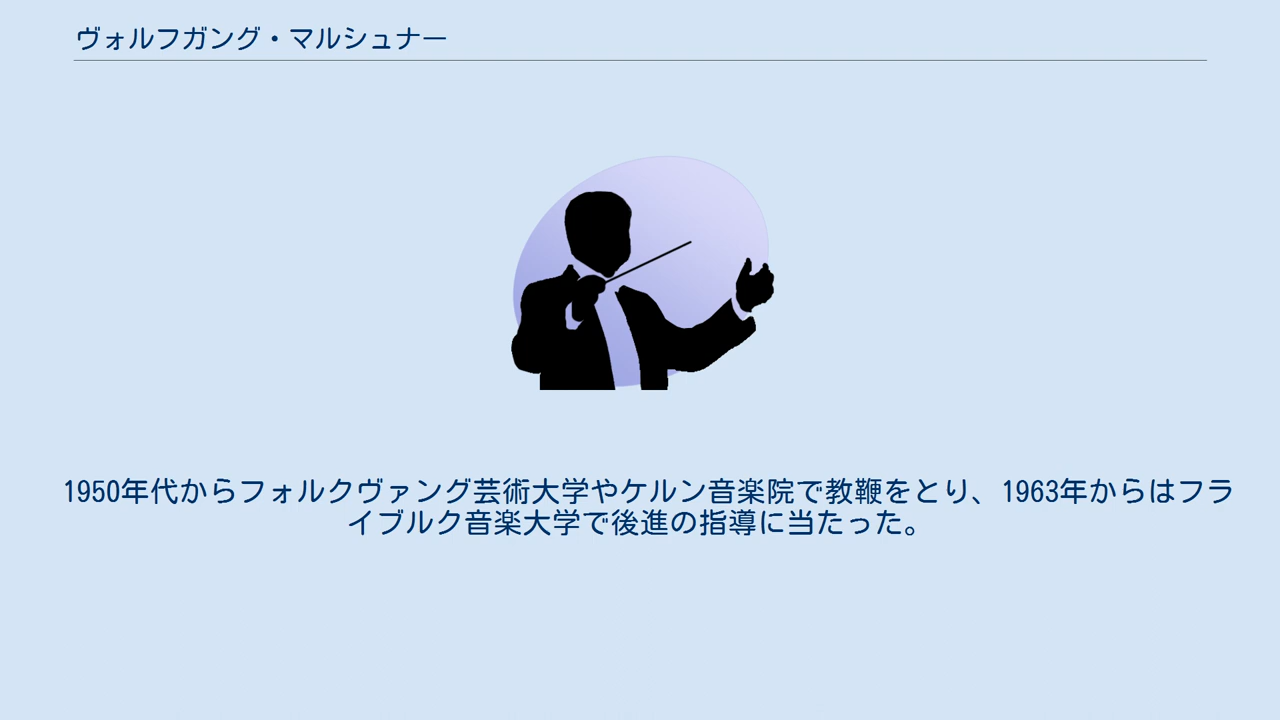 ヴォルフガング・マルシュナー
1950年代からフォルクヴァング芸術大学やケルン音楽院で教鞭をとり、1963年からはフラ
イブルク音楽大学で後進の指導に当たった。